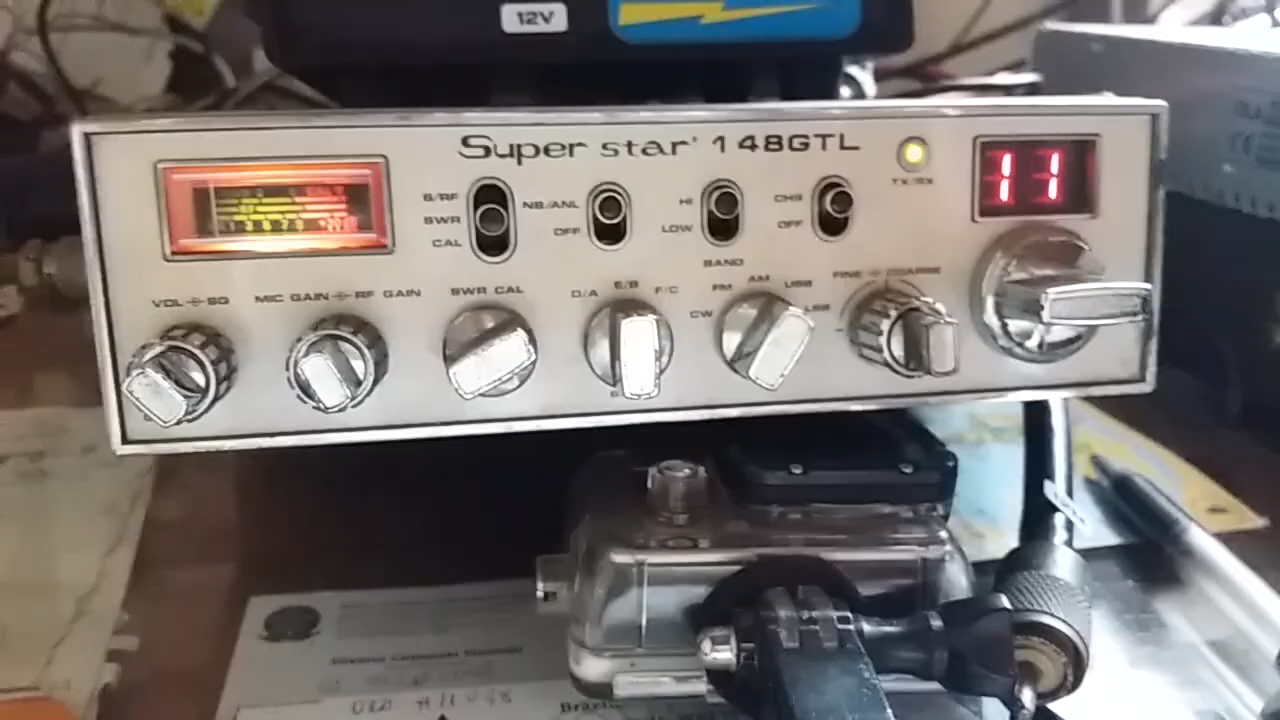 12V
Super star 148GTL
TX/RX
11
S/RF
SWR
CAL
NB/ANL
OFF
HI
LOW
CH9
OFF
BAND
VOL SQ
MIC GAIN RF GAIN
SWR CAL
D/A
E/B
F/C
CW
FM
AM
USB
LSB
FINE COARSE